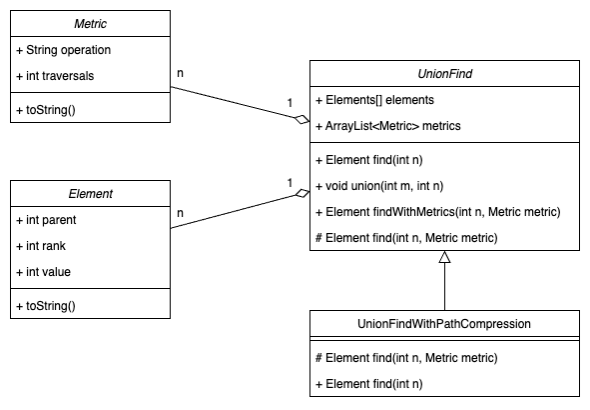 Metric
+ String operation
+ int traversals
+ toString()
n
1
UnionFind
+ Elements[] elements
+ ArrayList<Metric> metrics
+ Element find(int n)
+ void union(int m, int n)
+ Element findWithMetrics(int n, Metric metric)
# Element find(int n, Metric metric)
Element
+ int parent
+ int rank
+ int value
+ toString()
n
1
UnionFindWithPathCompression
# Element find(int n, Metric metric)
+ Element find(int n)